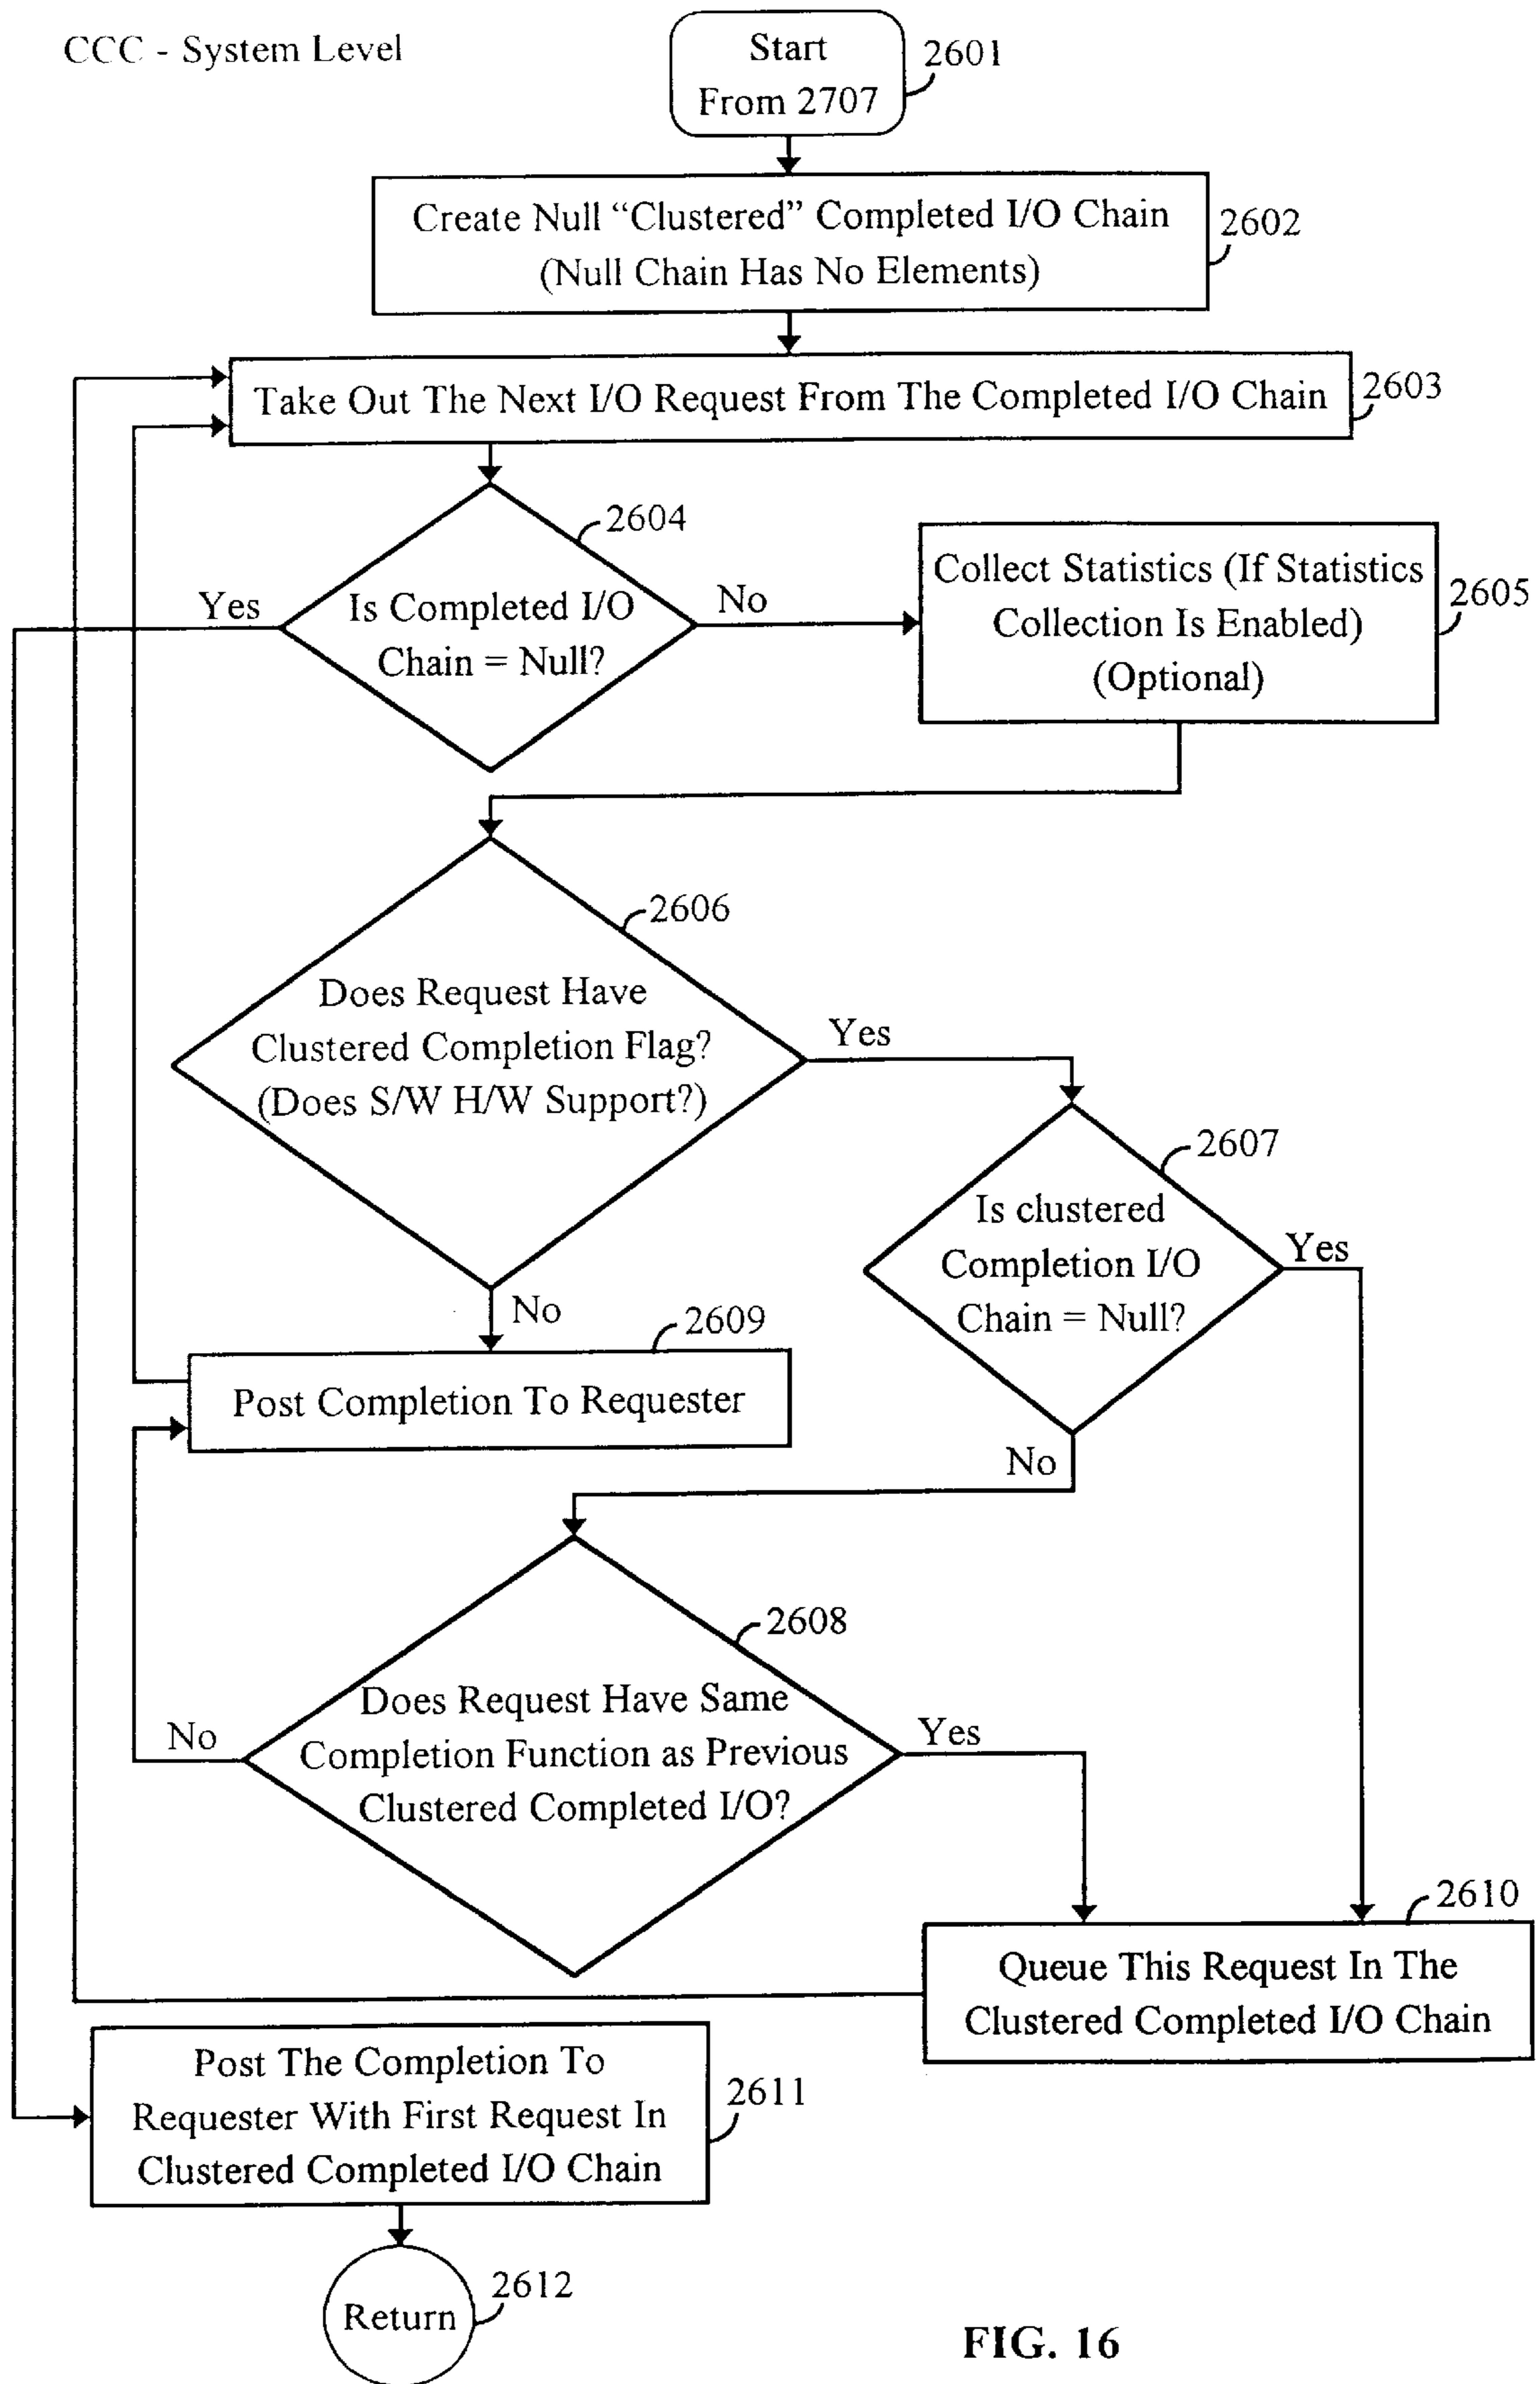 CCC - System Level
Start
From 2707
2601
Create Null “Clustered” Completed I/O Chain
(Null Chain Has No Elements)
2602
Take Out The Next I/O Request From The Completed I/O Chain
2603
2604
Is Completed I/O
Chain = Null?
Yes
No
Collect Statistics (If Statistics
Collection Is Enabled)
(Optional)
2605
2606
Does Request Have
Clustered Completion Flag?
(Does S/W H/W Support?)
Yes
No
2607
Is clustered
Completion I/O
Chain = Null?
Yes
No
2609
Post Completion To Requester
2608
Does Request Have Same
Completion Function as Previous
Clustered Completed I/O?
No
Yes
2610
Queue This Request In The
Clustered Completed I/O Chain
Post The Completion To
Requester With First Request In
Clustered Completed I/O Chain
2611
Return
2612
FIG. 16